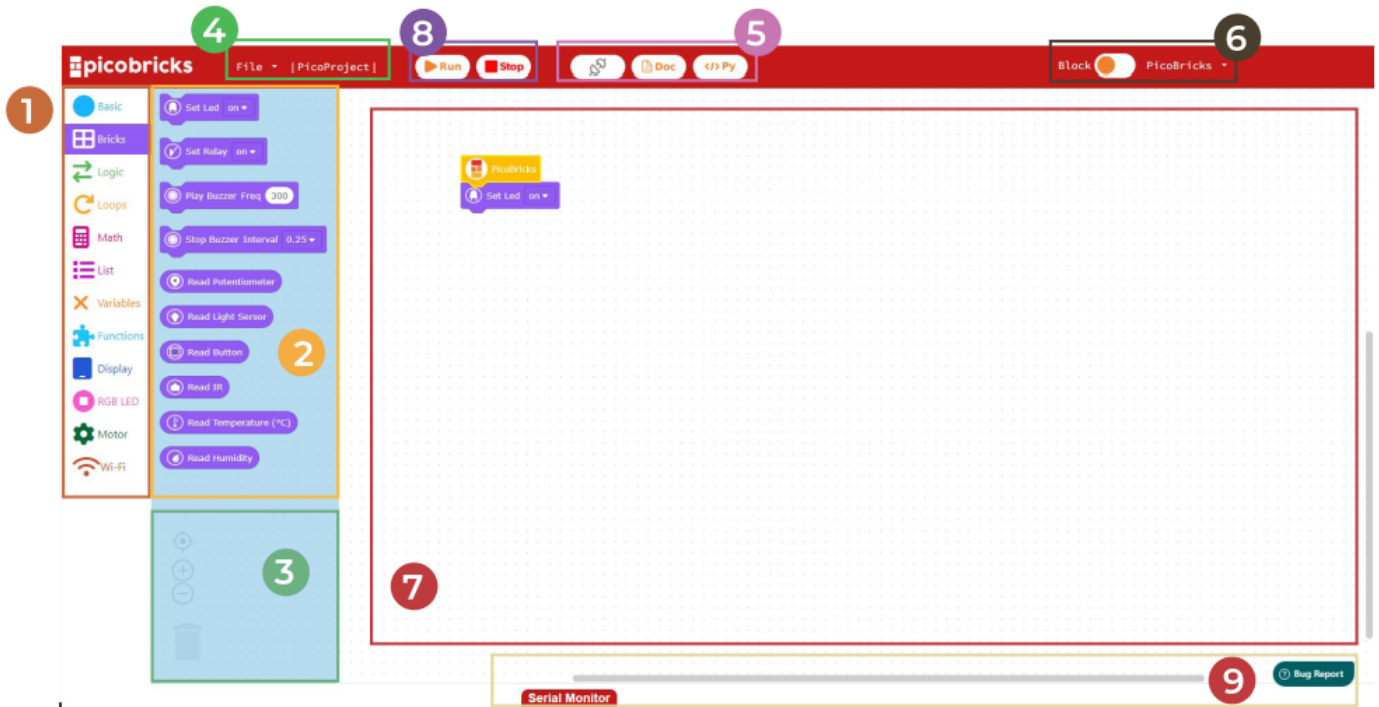 4
8
5
6
picobricks
File
|PicoProject|
Run
Stop
Doc
</> Py
Block
PicoBricks
1
Basic
Bricks
Logic
Loops
Math
List
Variables
Functions
Display
RGB LED
Motor
Wi-Fi
Set Led on
Set Relay on
Play Buzzer Freq 300
Stop Buzzer Interval 0.25
Read Potentiometer
Read Light Sersor
Read Button
Read IR
Read Temperature (°C)
Read Humidity
2
3
PicoBricks
Set Led on
7
9
? Bug Report
Serial Monitor